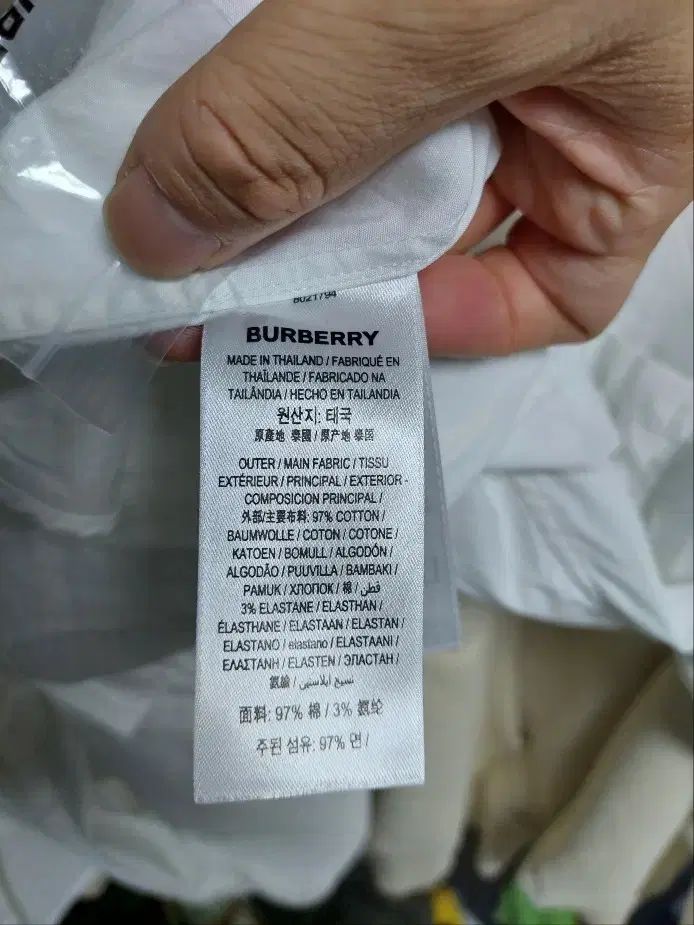 8021794
BURBERRY
MADE IN THAILAND / FABRIQUÉ EN
THAÏLANDE / FABRICADO NA
TAILÂNDIA / HECHO EN TAILANDIA
원산지: 태국
原產地 泰國 / 原产地 泰国
OUTER / MAIN FABRIC / TISSU
EXTÉRIEUR / PRINCIPAL / EXTERIOR -
COMPOSICION PRINCIPAL /
外部/主要布料: 97% COTTON /
BAUMWOLLE / COTON / COTONE /
KATOEN / BOMULL / ALGODÓN /
ALGODÃO / PUUVILLA / BAMBAKI /
PAMUK / ХЛОПОК / 棉 / قطن /
3% ELASTANE / ELASTHAN /
ÉLASTHANE / ELASTAAN / ELASTAN /
ELASTANO / elastano / ELASTAANI /
ΕΛΑΣΤΑΝΗ / ELASTEN / ЭЛАСТАН /
氨綸 / نسيج ايلاستين /
面料: 97% 棉 / 3% 氨纶
주된 섬유: 97% 면 /